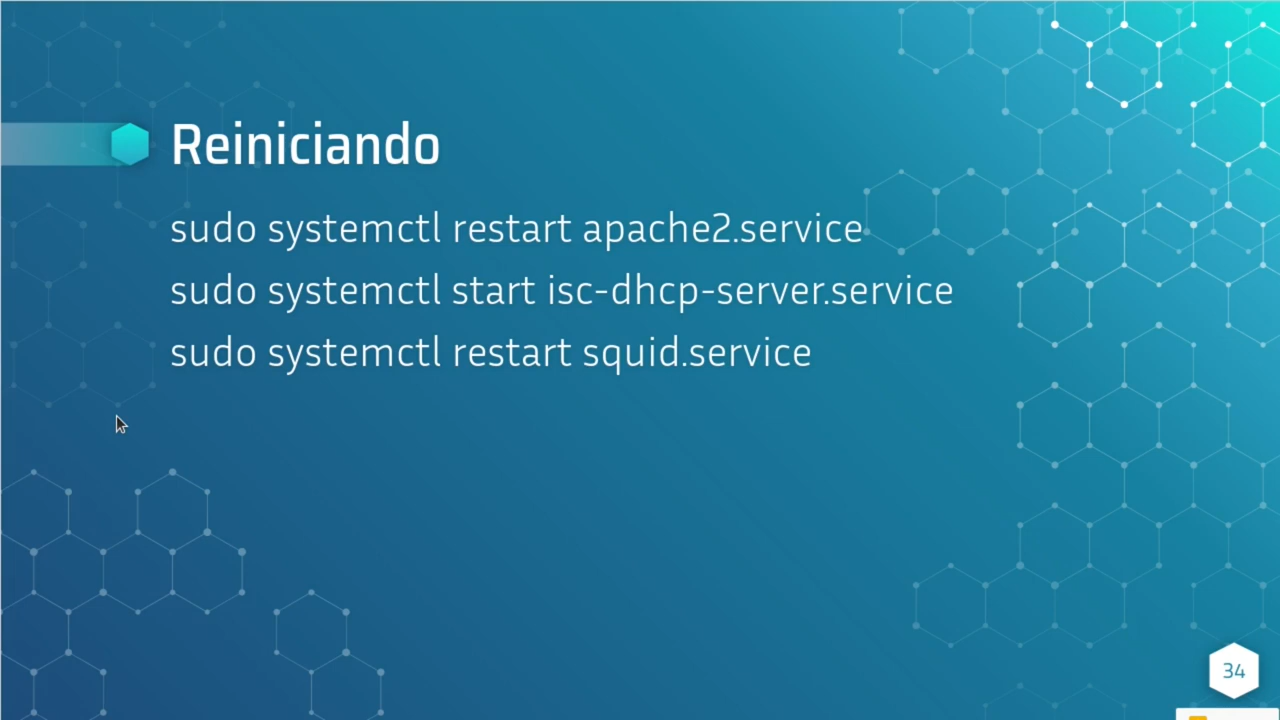 Reiniciando
sudo systemctl restart apache2.service
sudo systemctl start isc-dhcp-server.service
sudo systemctl restart squid.service
34